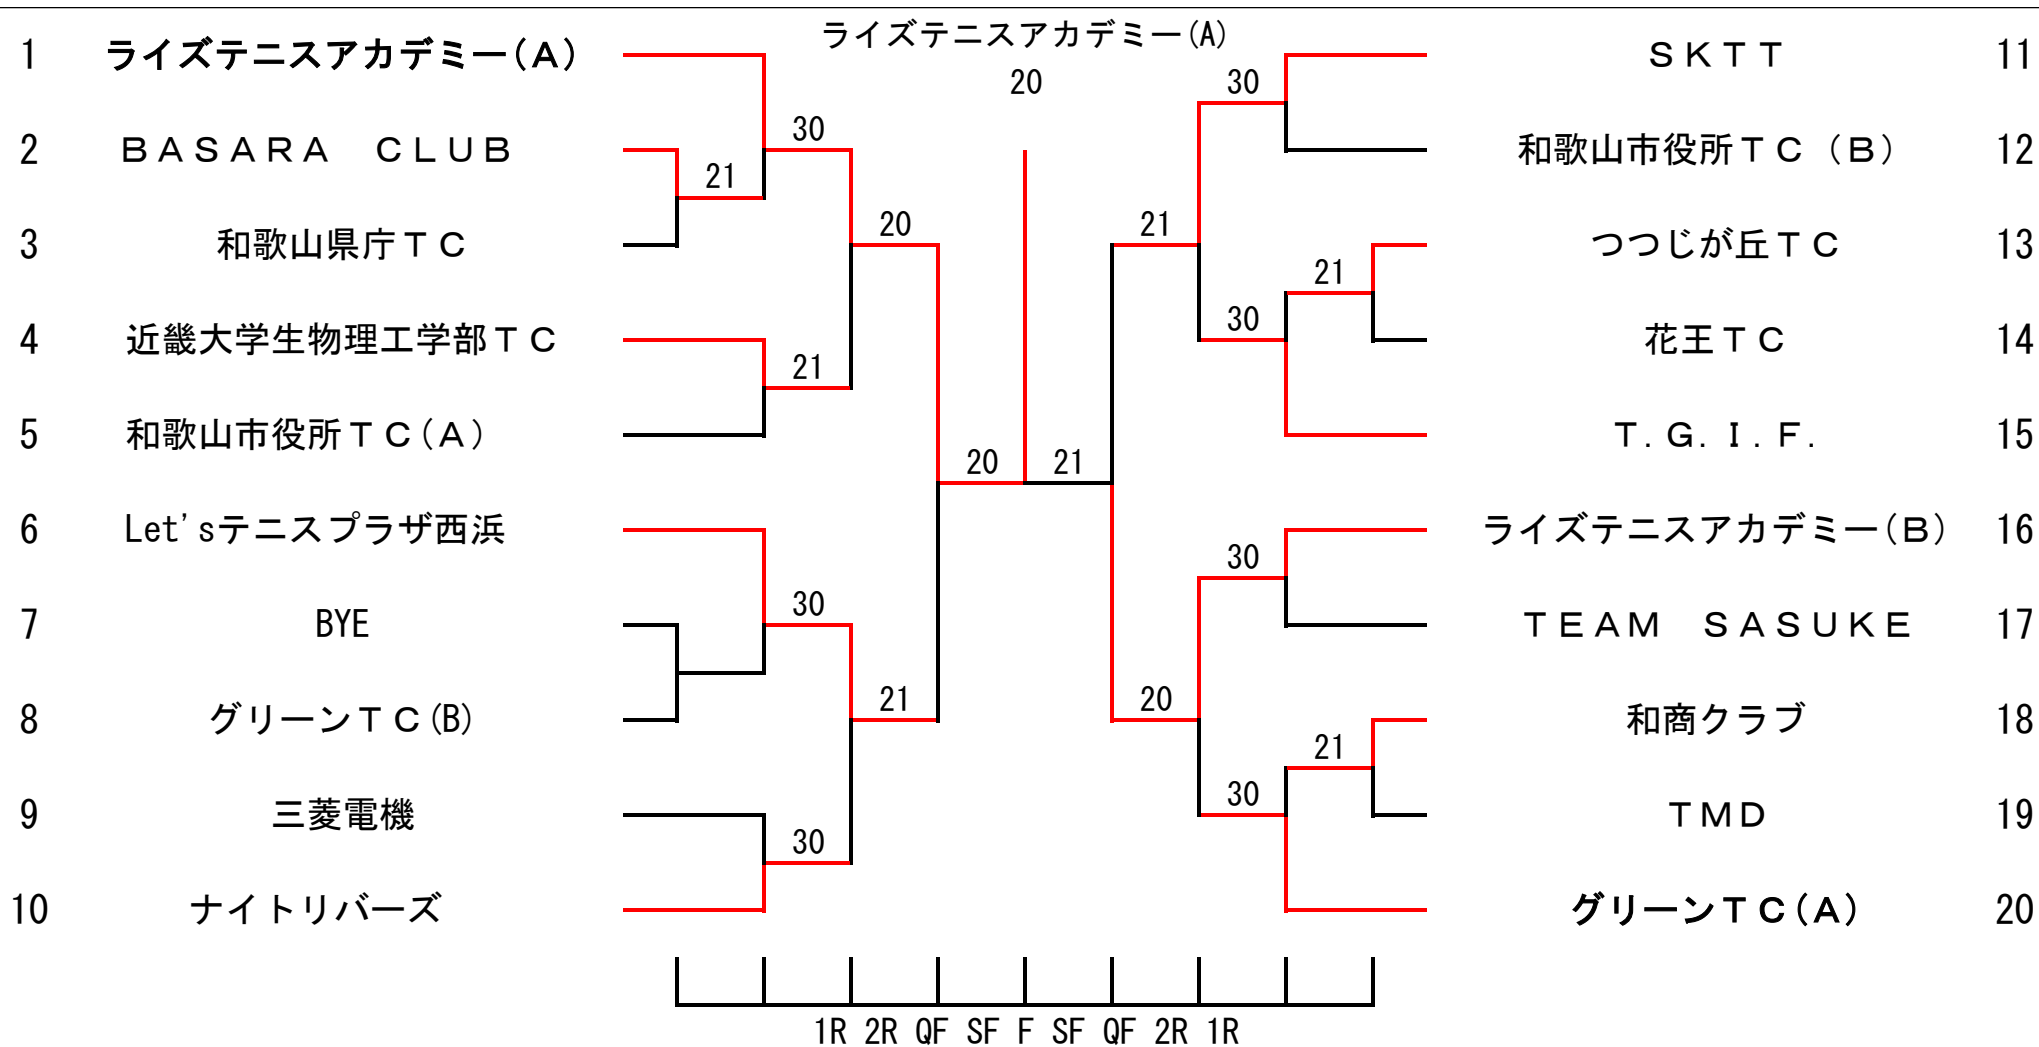 ライズテニスアカデミー(A)
20
1 ライズテニスアカデミー(Ａ)
2 ＢＡＳＡＲＡ　ＣＬＵＢ
3 和歌山県庁ＴＣ
4 近畿大学生物理工学部ＴＣ
5 和歌山市役所ＴＣ(Ａ)
6 Let'sテニスプラザ西浜
7 BYE
8 グリーンＴＣ(B)
9 三菱電機
10 ナイトリバーズ
21
30
21
30
30
20
21
20
21
21
20
30
30
30
30
21
21
ＳＫＴＴ 11
和歌山市役所ＴＣ（Ｂ） 12
つつじが丘ＴＣ 13
花王ＴＣ 14
Ｔ.Ｇ.Ｉ.Ｆ. 15
ライズテニスアカデミー(Ｂ) 16
ＴＥＡＭ　ＳＡＳＵＫＥ 17
和商クラブ 18
ＴＭＤ 19
グリーンＴＣ(Ａ) 20
1R 2R QF SF F SF QF 2R 1R